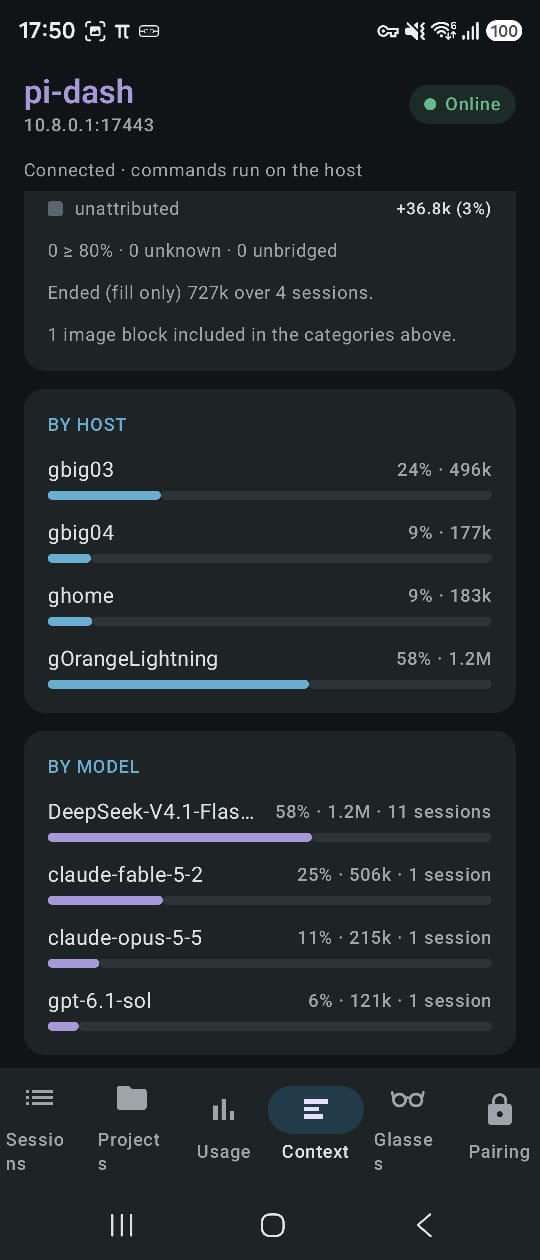 17:50
100
pi-dash
10.8.0.1:17443
Online
Connected · commands run on the host
unattributed +36.8k (3%)
0 ≥ 80% · 0 unknown · 0 unbridged
Ended (fill only) 727k over 4 sessions.
1 image block included in the categories above.
BY HOST
gbig03 24% · 496k
gbig04 9% · 177k
ghome 9% · 183k
gOrangeLightning 58% · 1.2M
BY MODEL
DeepSeek-V4.1-Flas… 58% · 1.2M · 11 sessions
claude-fable-5-2 25% · 506k · 1 session
claude-opus-5-5 11% · 215k · 1 session
gpt-6.1-sol 6% · 121k · 1 session
Sessio
ns
Project
s
Usage
Context
Glasse
s
Pairing